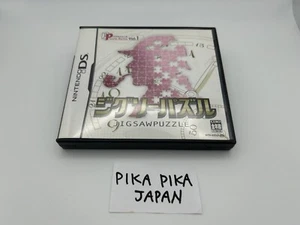 NINTENDO DS
ジグソーパズル
JIGSAWPUZZLE
PIKA PIKA
JAPAN